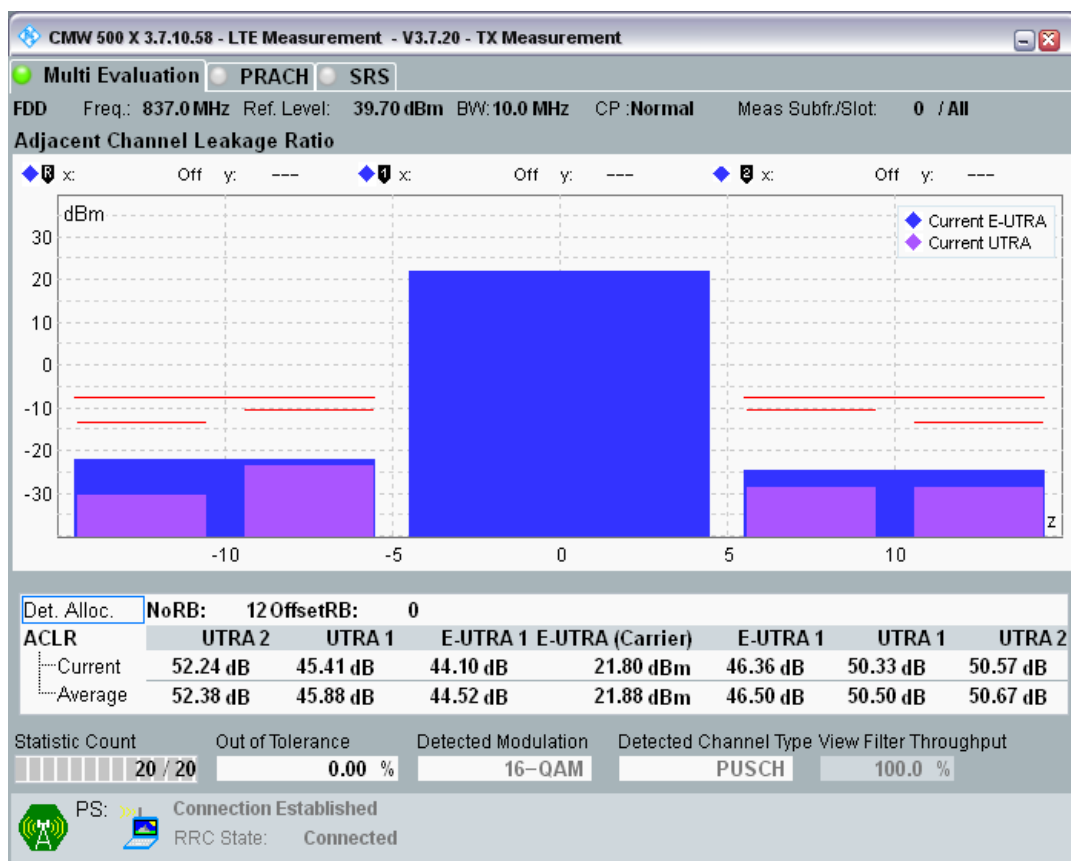 CMW 500 X 3.7.10.58 - LTE Measurement - V3.7.20 - TX Measurement
Multi Evaluation PRACH SRS
FDD Freq.: 837.0 MHz Ref. Level: 39.70 dBm BW: 10.0 MHz CP :Normal Meas Subfr./Slot: 0 / All
Adjacent Channel Leakage Ratio
R x: Off y: --- 1 x: Off y: --- 2 x: Off y: ---
dBm
Current E-UTRA
Current UTRA
30
20
10
0
-10
-20
-30
z
-10 -5 0 5 10
Det. Alloc. NoRB: 12 OffsetRB: 0
ACLR UTRA 2 UTRA 1 E-UTRA 1 E-UTRA (Carrier) E-UTRA 1 UTRA 1 UTRA 2
Current 52.24 dB 45.41 dB 44.10 dB 21.80 dBm 46.36 dB 50.33 dB 50.57 dB
Average 52.38 dB 45.88 dB 44.52 dB 21.88 dBm 46.50 dB 50.50 dB 50.67 dB
Statistic Count Out of Tolerance Detected Modulation Detected Channel Type View Filter Throughput
20 / 20 0.00 % 16-QAM PUSCH 100.0 %
PS: Connection Established
RRC State: Connected